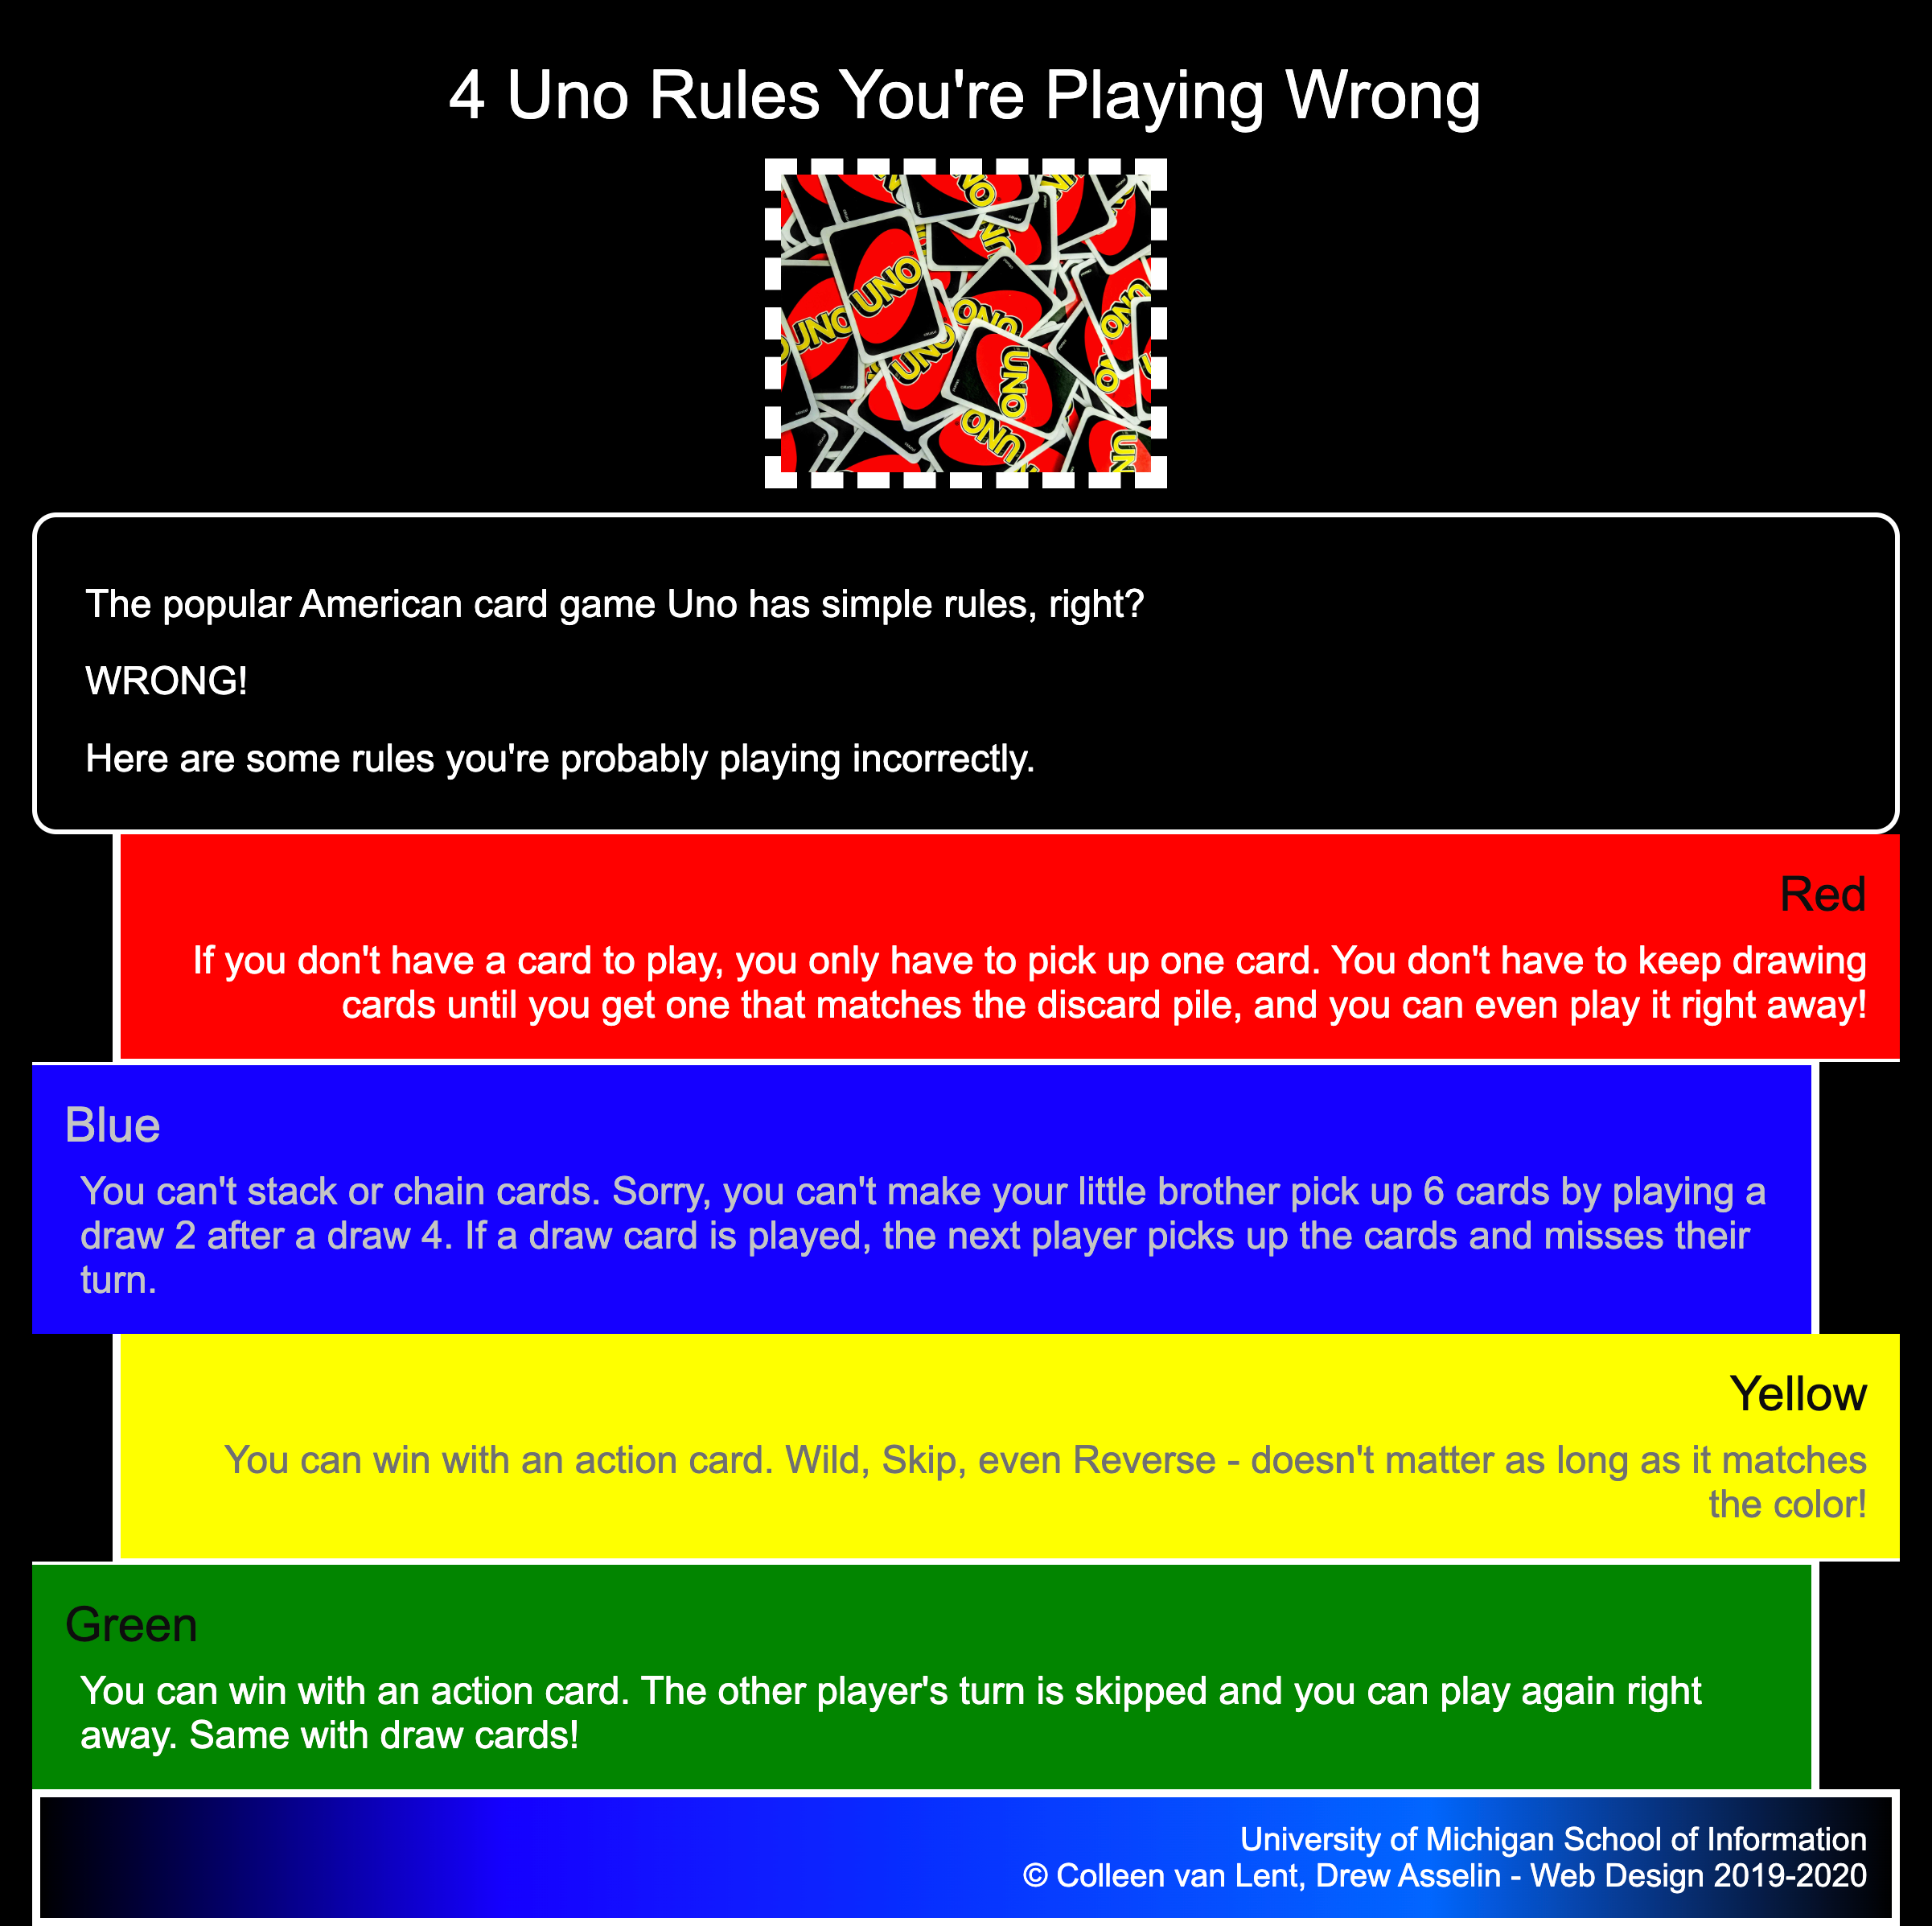 4 Uno Rules You're Playing Wrong
UNO
UNO
UNO
UNO
UNO
UNO
UNO
UNO
The popular American card game Uno has simple rules, right?
WRONG!
Here are some rules you're probably playing incorrectly.
Red
If you don't have a card to play, you only have to pick up one card. You don't have to keep drawing
cards until you get one that matches the discard pile, and you can even play it right away!
Blue
You can't stack or chain cards. Sorry, you can't make your little brother pick up 6 cards by playing a
draw 2 after a draw 4. If a draw card is played, the next player picks up the cards and misses their
turn.
Yellow
You can win with an action card. Wild, Skip, even Reverse - doesn't matter as long as it matches
the color!
Green
You can win with an action card. The other player's turn is skipped and you can play again right
away. Same with draw cards!
University of Michigan School of Information
© Colleen van Lent, Drew Asselin - Web Design 2019-2020